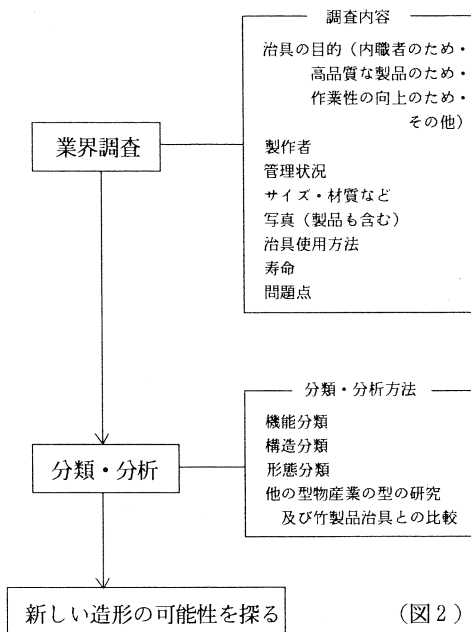 調査内容
治具の目的（内職者のため・
高品質な製品のため・
作業性の向上のため・
その他）
業界調査
製作者
管理状況
サイズ・材質など
写真（製品も含む）
治具使用方法
寿命
問題点
分類・分析方法
機能分類
構造分類
形態分類
他の型物産業の型の研究
及び竹製品治具との比較
分類・分析
新しい造形の可能性を探る
（図２）